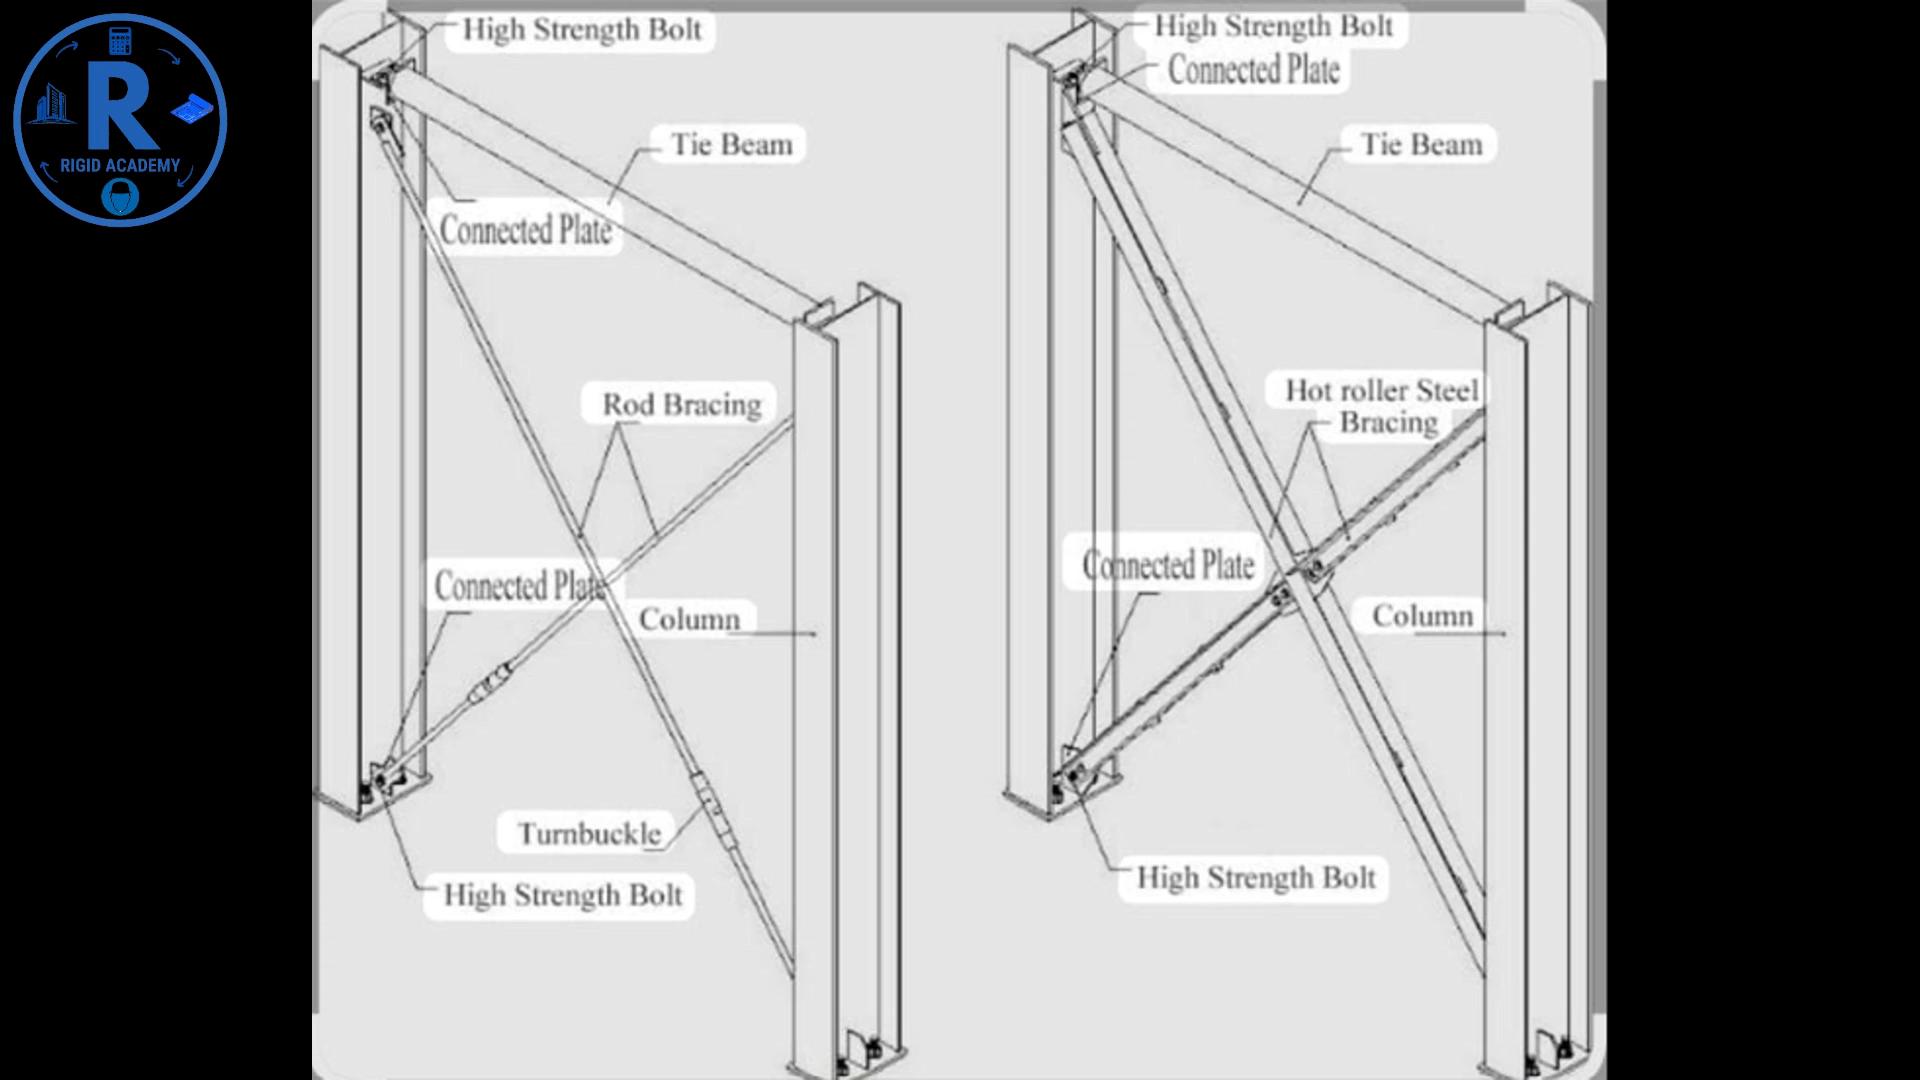 R
RIGID ACADEMY
High Strength Bolt
Tie Beam
Connected Plate
Rod Bracing
Connected Plate
Column
Turnbuckle
High Strength Bolt
High Strength Bolt
Connected Plate
Tie Beam
Hot roller Steel
Bracing
Connected Plate
Column
High Strength Bolt